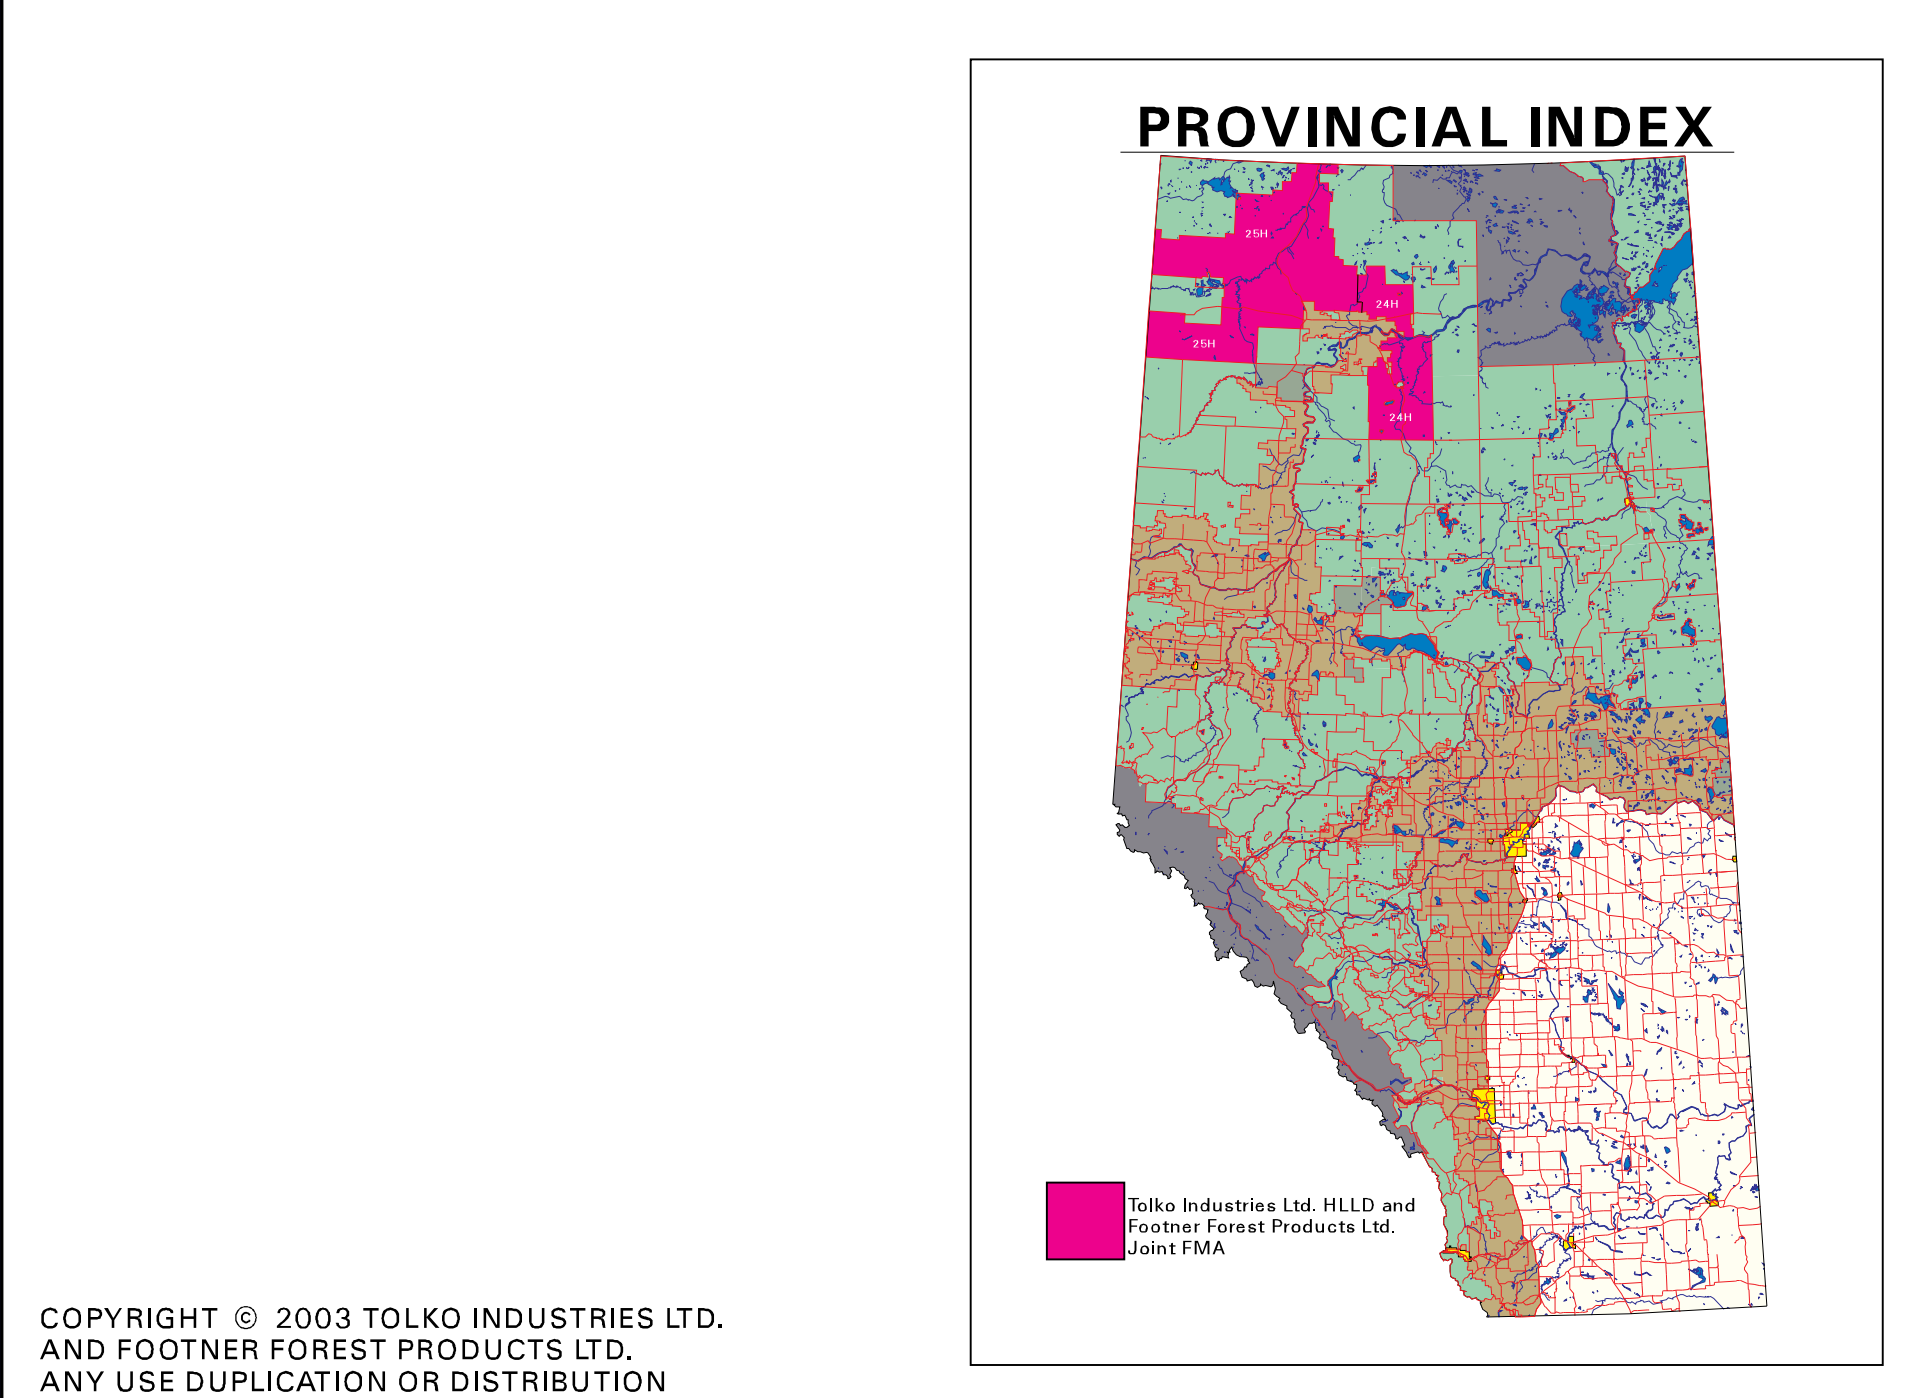 PROVINCIAL INDEX
25H
24H
25H
24H
Tolko Industries Ltd. HLLD and
Footner Forest Products Ltd.
Joint FMA
COPYRIGHT © 2003 TOLKO INDUSTRIES LTD.
AND FOOTNER FOREST PRODUCTS LTD.
ANY USE DUPLICATION OR DISTRIBUTION